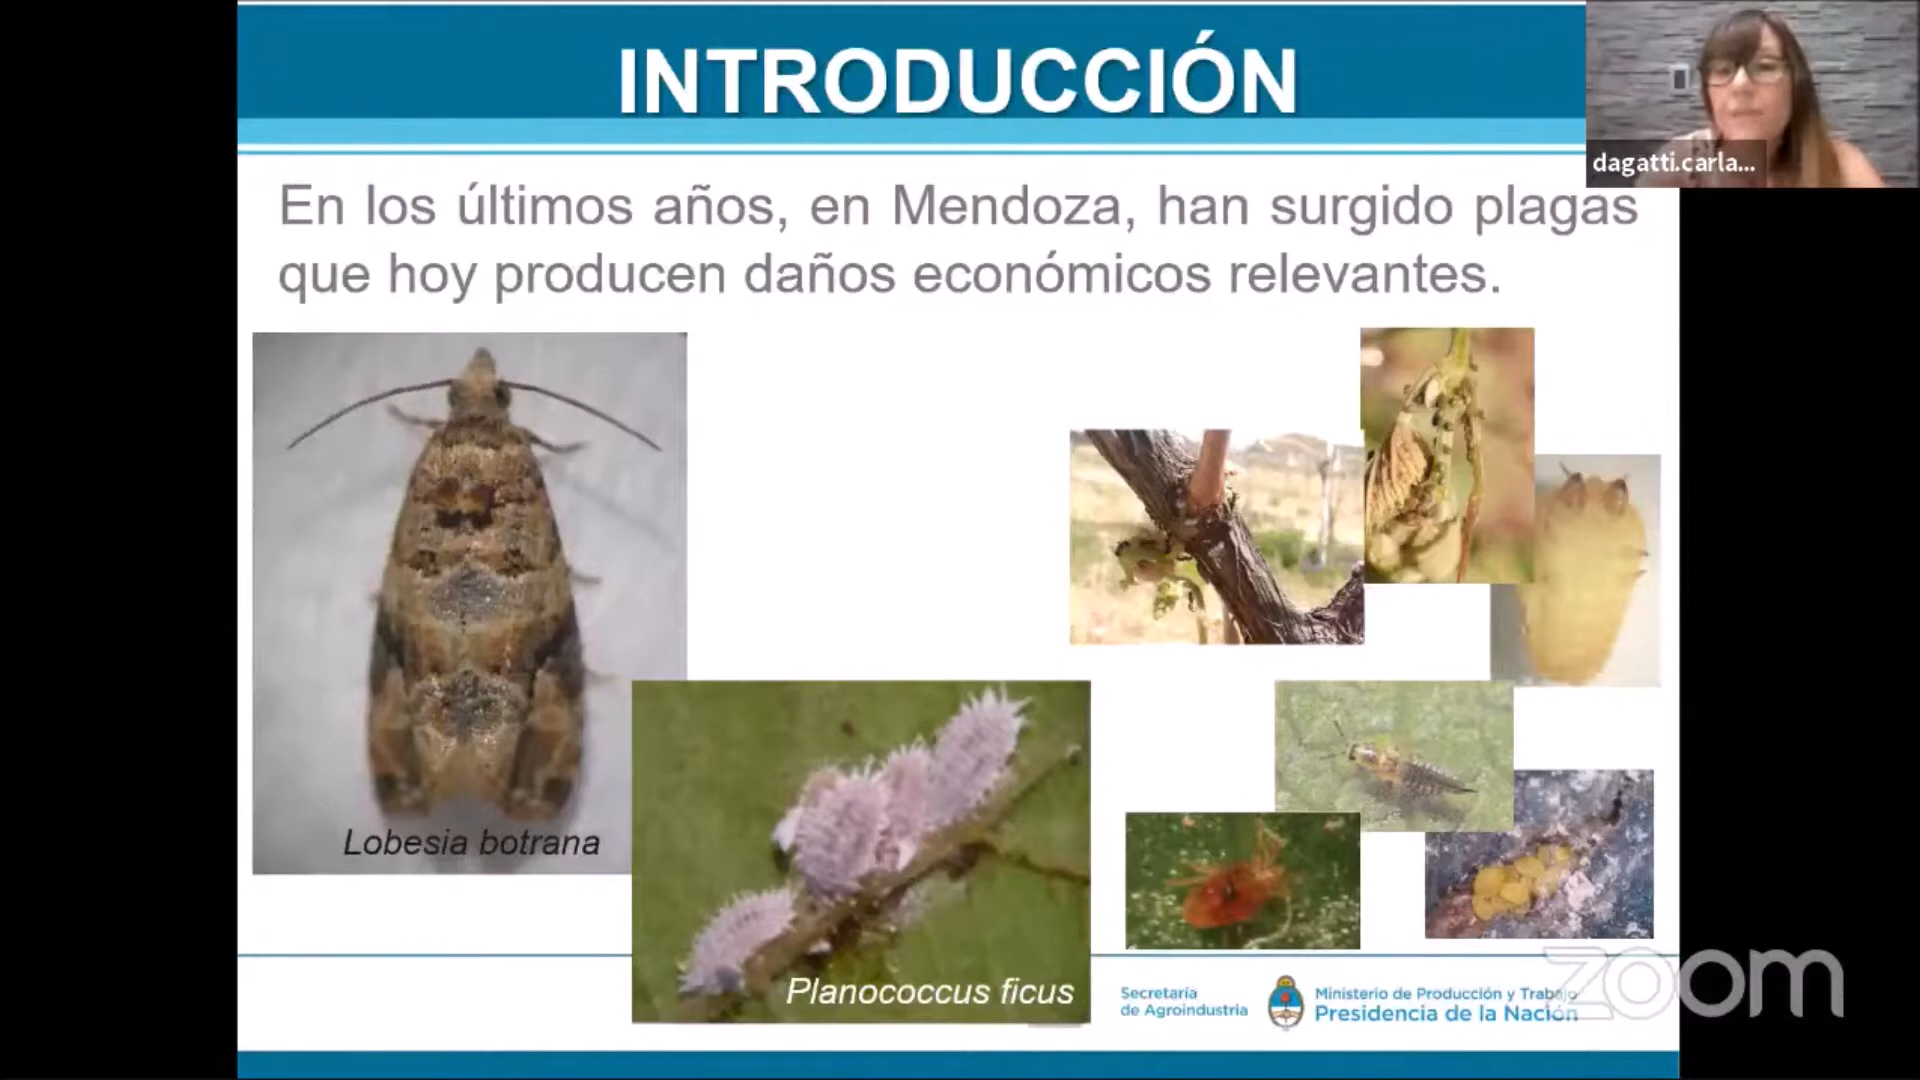 INTRODUCCIÓN
dagatti.carla...
En los últimos años, en Mendoza, han surgido plagas
que hoy producen daños económicos relevantes.
Lobesia botrana
Planococcus ficus
Secretaría
de Agroindustria
Ministerio de Producción y Trabajo
Presidencia de la Nación
zoom